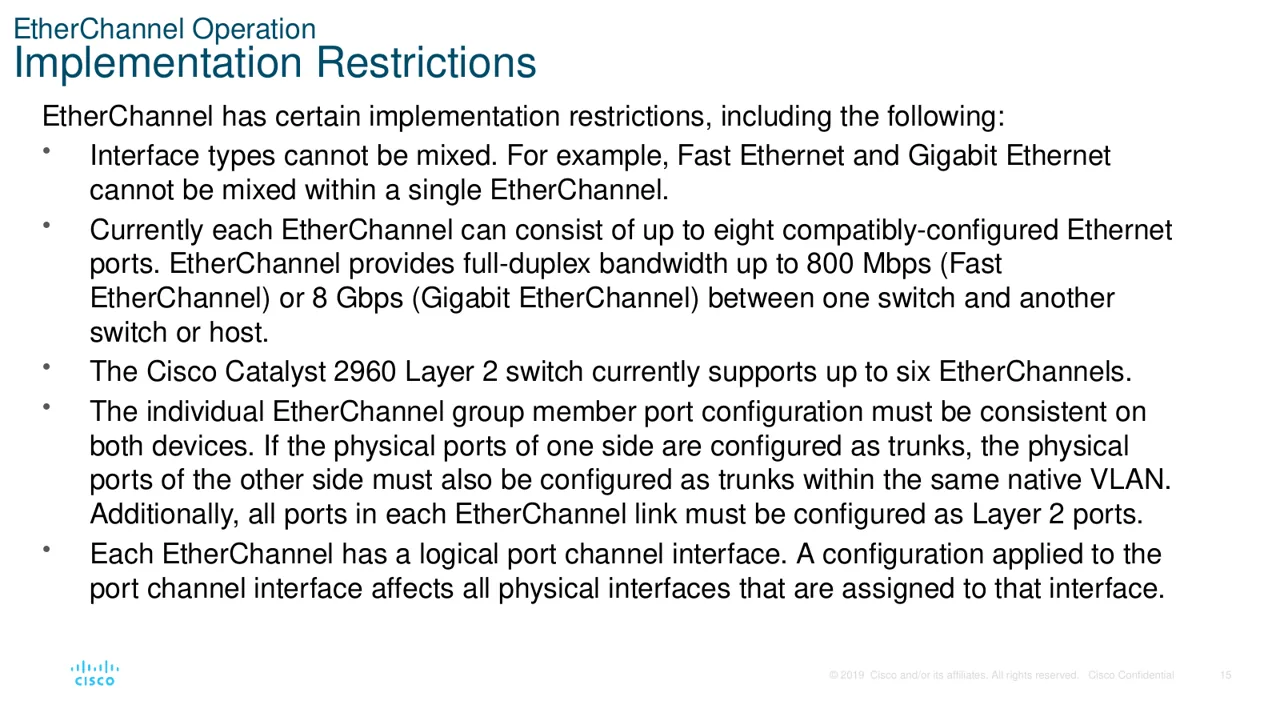 EtherChannel Operation
Implementation Restrictions
EtherChannel has certain implementation restrictions, including the following:
• Interface types cannot be mixed. For example, Fast Ethernet and Gigabit Ethernet
cannot be mixed within a single EtherChannel.
• Currently each EtherChannel can consist of up to eight compatibly-configured Ethernet
ports. EtherChannel provides full-duplex bandwidth up to 800 Mbps (Fast
EtherChannel) or 8 Gbps (Gigabit EtherChannel) between one switch and another
switch or host.
• The Cisco Catalyst 2960 Layer 2 switch currently supports up to six EtherChannels.
• The individual EtherChannel group member port configuration must be consistent on
both devices. If the physical ports of one side are configured as trunks, the physical
ports of the other side must also be configured as trunks within the same native VLAN.
Additionally, all ports in each EtherChannel link must be configured as Layer 2 ports.
• Each EtherChannel has a logical port channel interface. A configuration applied to the
port channel interface affects all physical interfaces that are assigned to that interface.
CISCO
© 2019 Cisco and/or its affiliates. All rights reserved. Cisco Confidential 15